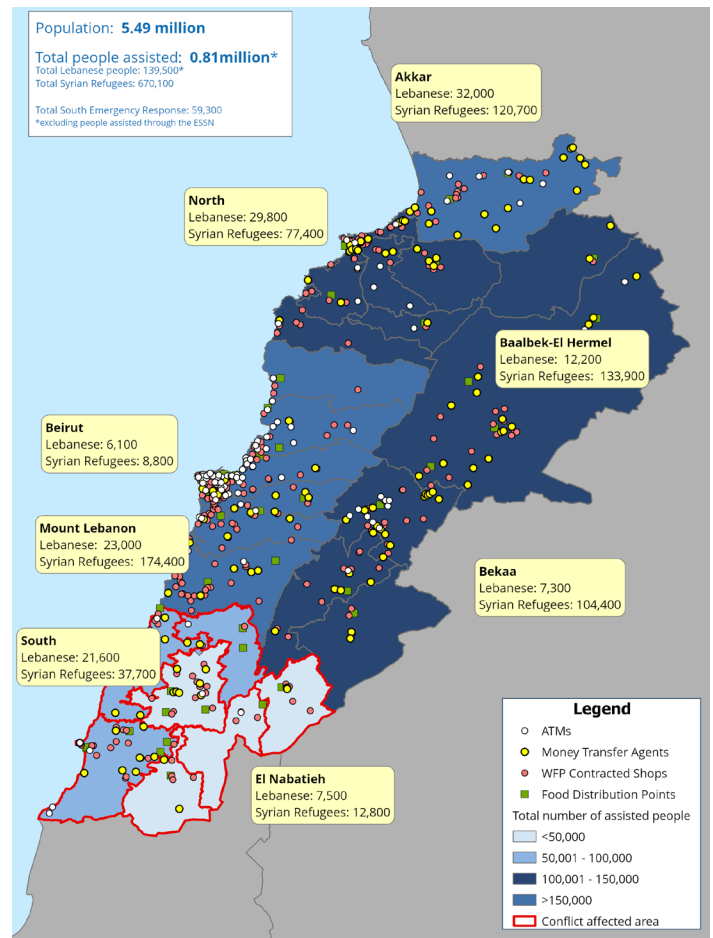 Population: 5.49 million
Total people assisted: 0.81million*
Total Lebanese people: 139,500*
Total Syrian Refugees: 670,100
Total South Emergency Response: 59,300
*excluding people assisted through the ESSN
Akkar
Lebanese: 32,000
Syrian Refugees: 120,700
North
Lebanese: 29,800
Syrian Refugees: 77,400
Baalbek-El Hermel
Lebanese: 12,200
Syrian Refugees: 133,900
Beirut
Lebanese: 6,100
Syrian Refugees: 8,800
Mount Lebanon
Lebanese: 23,000
Syrian Refugees: 174,400
Bekaa
Lebanese: 7,300
Syrian Refugees: 104,400
South
Lebanese: 21,600
Syrian Refugees: 37,700
El Nabatieh
Lebanese: 7,500
Syrian Refugees: 12,800
Legend
ATMs
Money Transfer Agents
WFP Contracted Shops
Food Distribution Points
Total number of assisted people
<50,000
50,001 - 100,000
100,001 - 150,000
>150,000
Conflict affected area